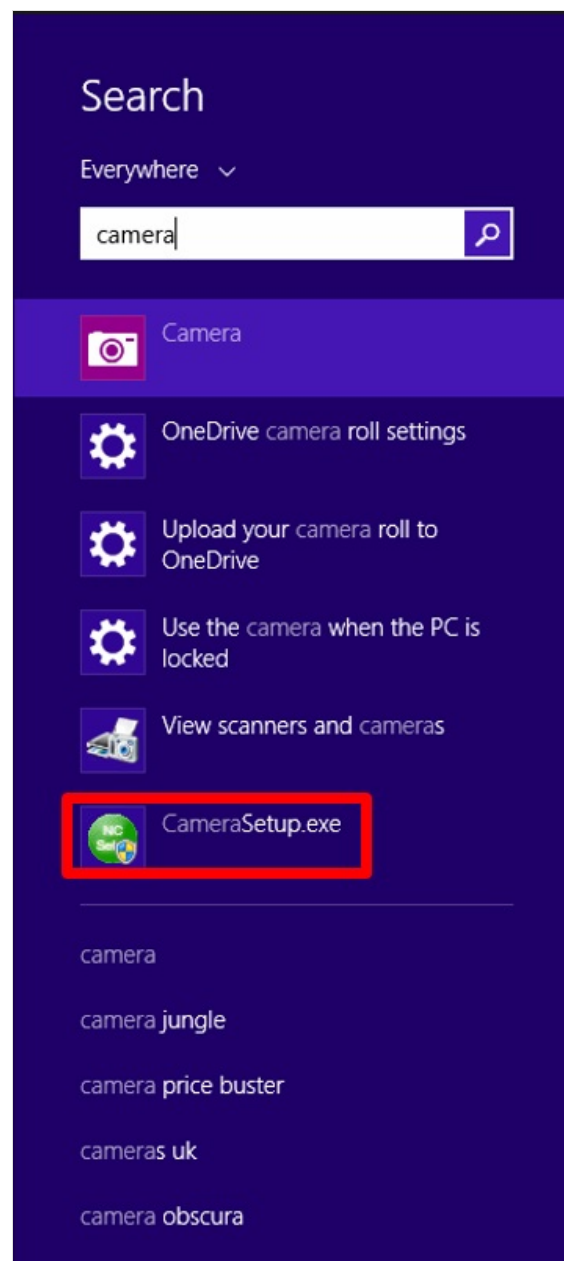 Search
Everywhere
camera
Camera
OneDrive camera roll settings
Upload your camera roll to
OneDrive
Use the camera when the PC is
locked
View scanners and cameras
NC
CameraSetup.exe
camera
camera jungle
camera price buster
cameras uk
camera obscura